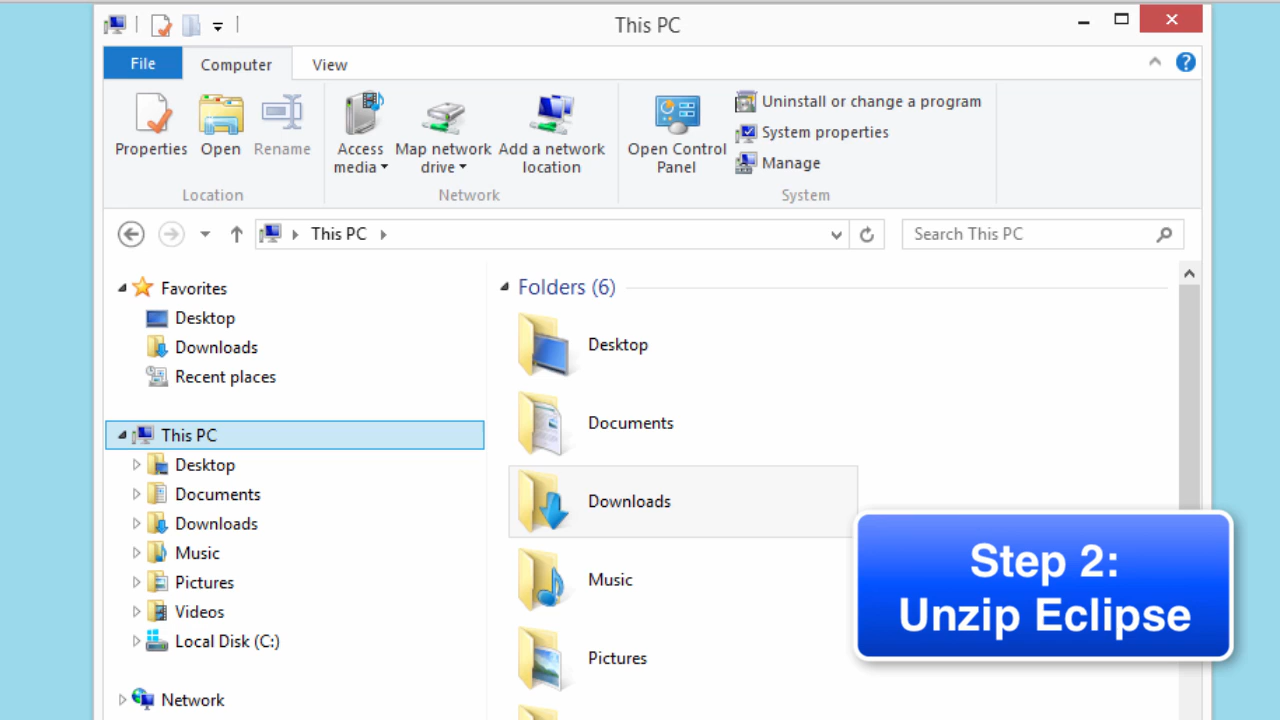 This PC
File
Computer
View
Properties
Open
Rename
Access
media
Map network
drive
Add a network
location
Open Control
Panel
Uninstall or change a program
System properties
Manage
Location
Network
System
This PC
Search This PC
Favorites
Desktop
Downloads
Recent places
This PC
Desktop
Documents
Downloads
Music
Pictures
Videos
Local Disk (C:)
Network
Folders (6)
Desktop
Documents
Downloads
Music
Pictures
Step 2:
Unzip Eclipse